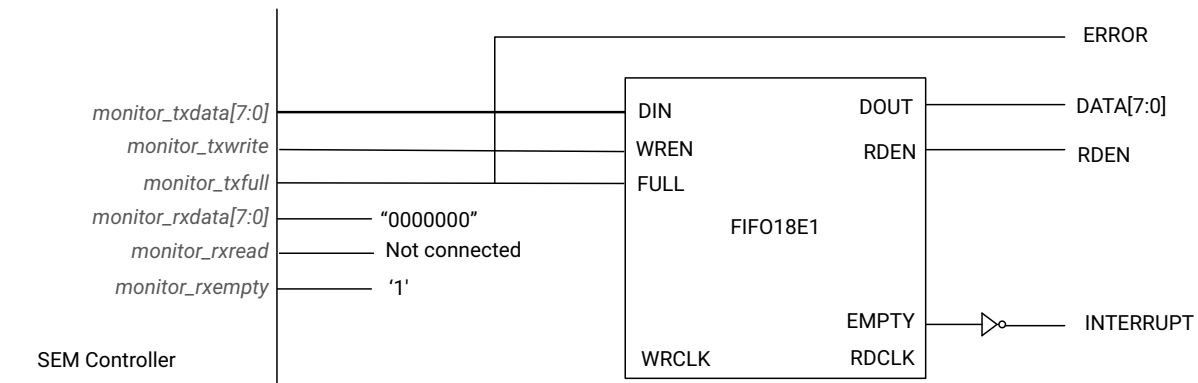 ERROR
monitor_txdata[7:0]
DIN
DOUT
DATA[7:0]
monitor_txwrite
WREN
RDEN
RDEN
monitor_txfull
FULL
monitor_rxdata[7:0]
“0000000”
FIFO18E1
monitor_rxread
Not connected
monitor_rxempty
‘1'
EMPTY
INTERRUPT
SEM Controller
WRCLK
RDCLK